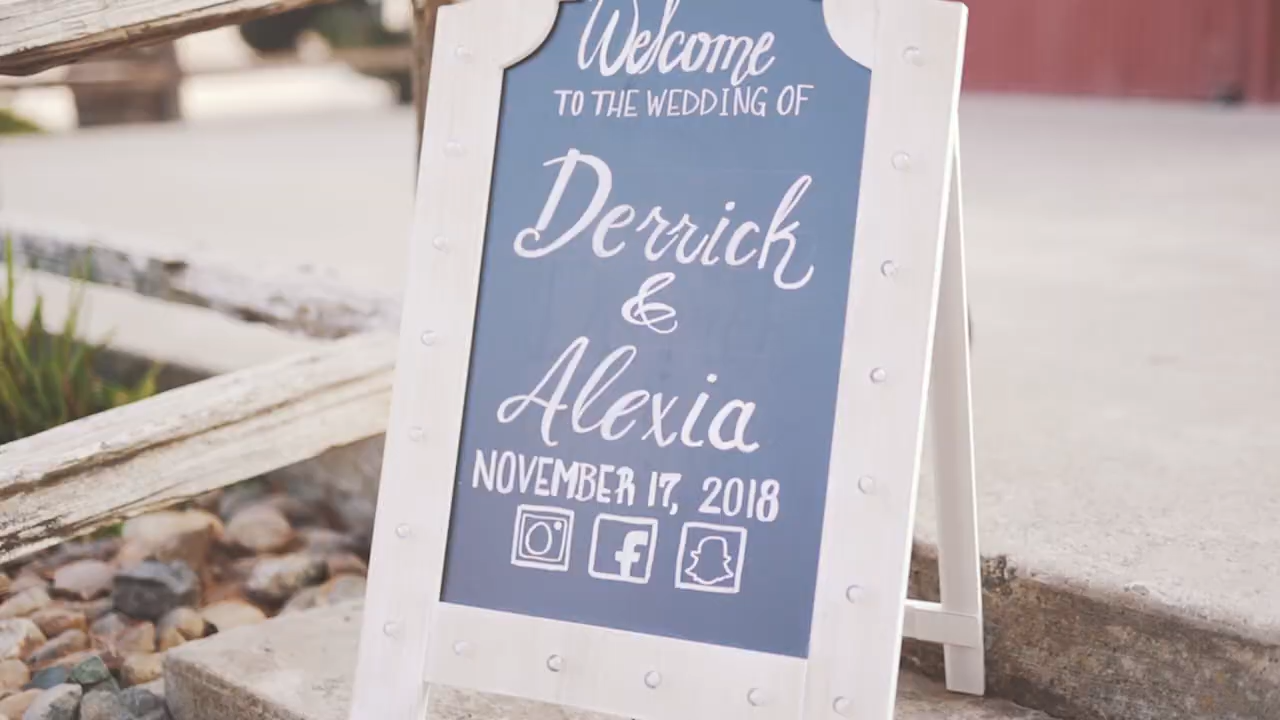 Welcome
TO THE WEDDING OF
Derrick
&
Alexia
NOVEMBER 17, 2018
f